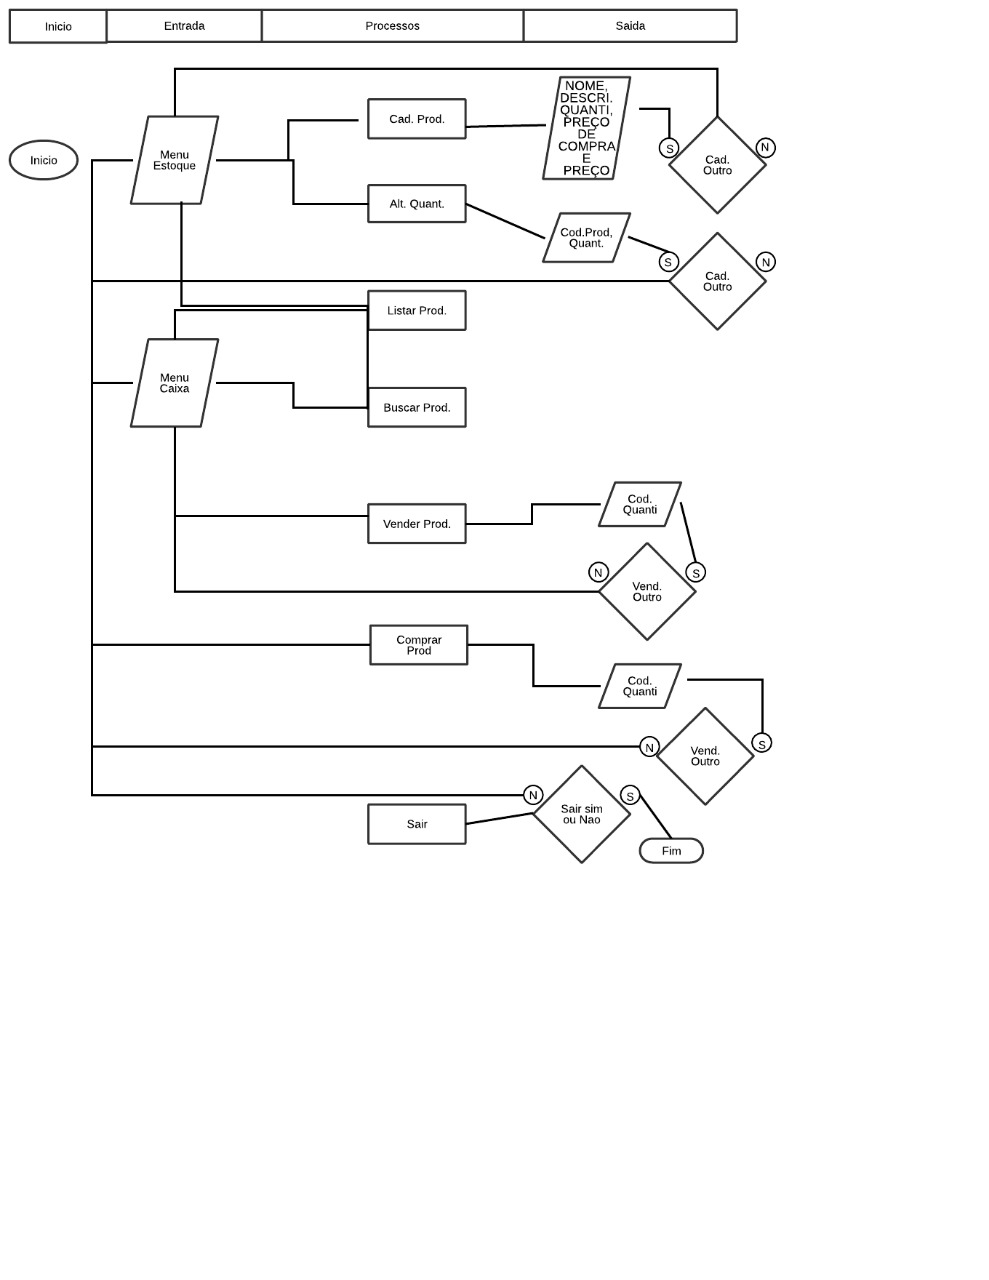 Inicio
Entrada
Processos
Saida
Inicio
Menu
Estoque
Cad. Prod.
NOME,
DESCRI.
QUANTI,
PREÇO
DE
COMPRA
E
PREÇO
S
Cad.
Outro
N
Alt. Quant.
Cod.Prod,
Quant.
S
Cad.
Outro
N
Listar Prod.
Menu
Caixa
Buscar Prod.
Vender Prod.
Cod.
Quanti
N
Vend.
Outro
S
Comprar
Prod
Cod.
Quanti
N
Vend.
Outro
S
Sair
N
Sair sim
ou Nao
S
Fim